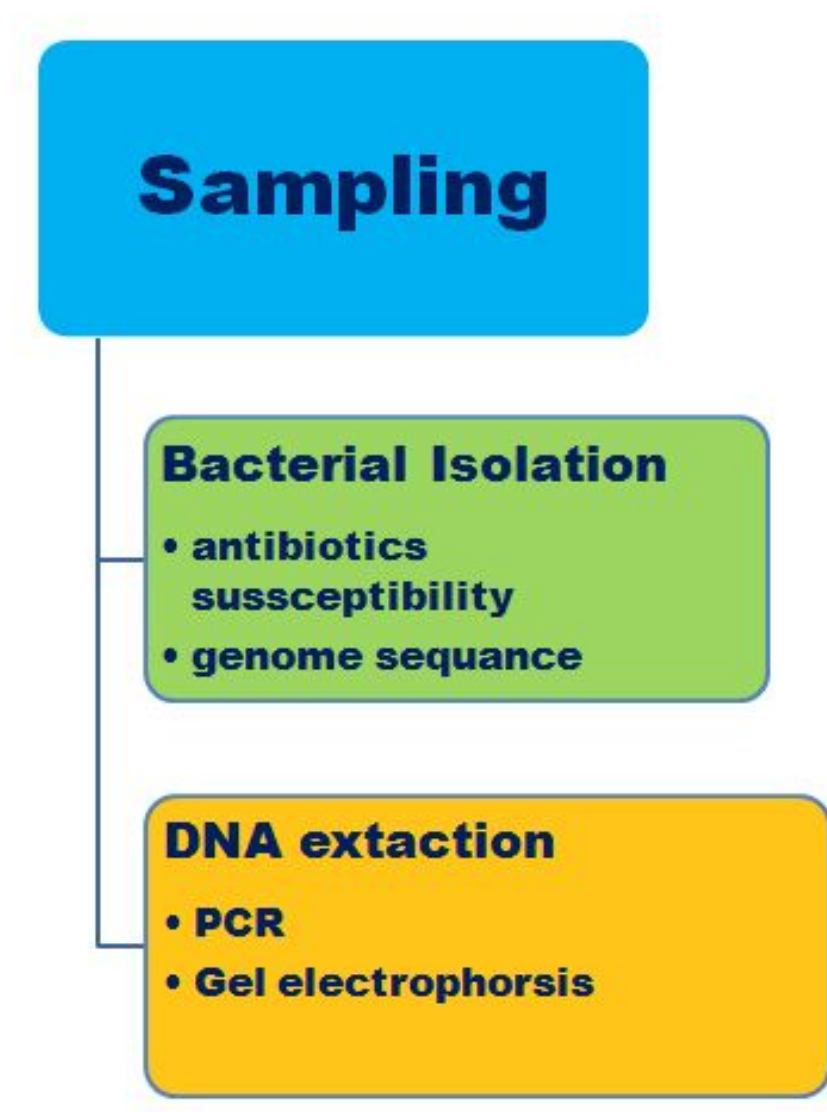 Sampling
Bacterial Isolation
• antibiotics
sussceptibility
• genome sequance
DNA extaction
• PCR
• Gel electrophorsis